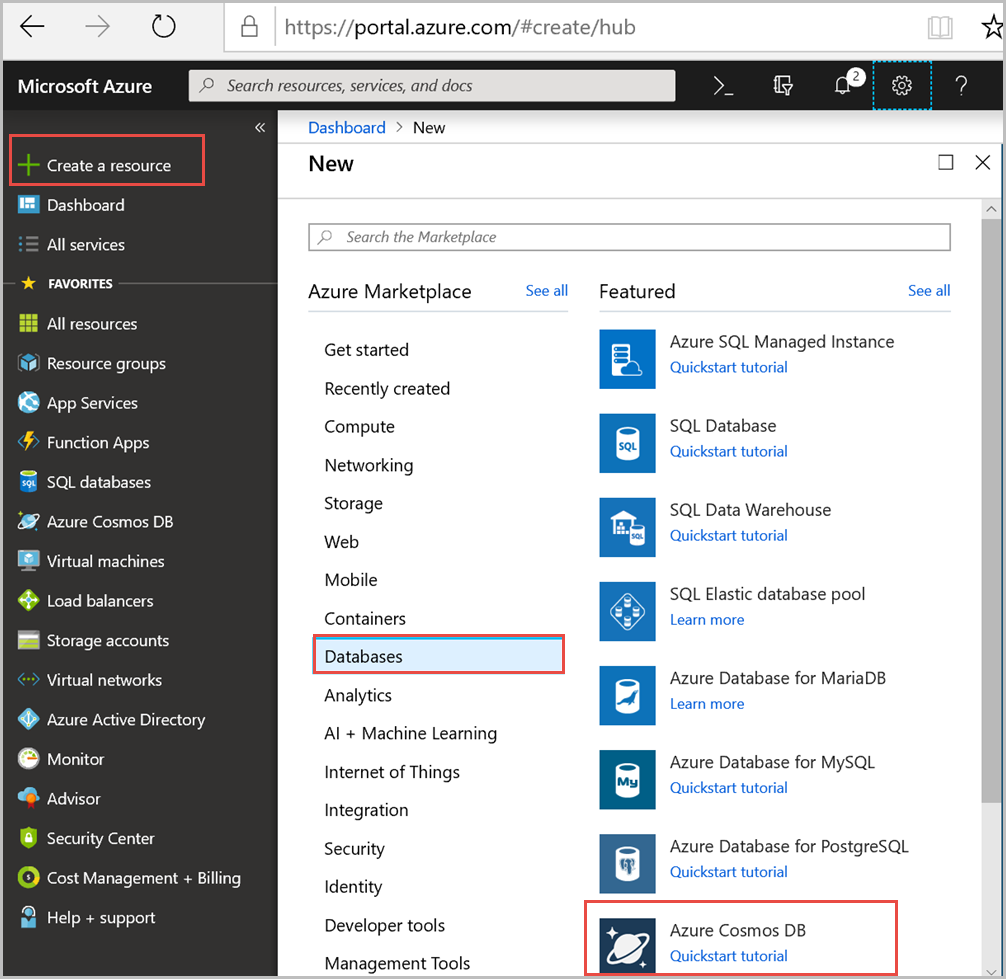 https://portal.azure.com/#create/hub
Microsoft Azure
Search resources, services, and docs
2
?
«
Create a resource
Dashboard
All services
FAVORITES
All resources
Resource groups
App Services
Function Apps
SQL
SQL databases
Azure Cosmos DB
Virtual machines
Load balancers
Storage accounts
Virtual networks
Azure Active Directory
Monitor
Advisor
Security Center
Cost Management + Billing
Help + support
Dashboard > New
New
Search the Marketplace
Azure Marketplace
See all
Get started
Recently created
Compute
Networking
Storage
Web
Mobile
Containers
Databases
Analytics
AI + Machine Learning
Internet of Things
Integration
Security
Identity
Developer tools
Management Tools
Featured
See all
Azure SQL Managed Instance
Quickstart tutorial
SQL
SQL Database
Quickstart tutorial
SQL
SQL Data Warehouse
Quickstart tutorial
SQL Elastic database pool
Learn more
Azure Database for MariaDB
Learn more
My
Azure Database for MySQL
Quickstart tutorial
Azure Database for PostgreSQL
Quickstart tutorial
Azure Cosmos DB
Quickstart tutorial